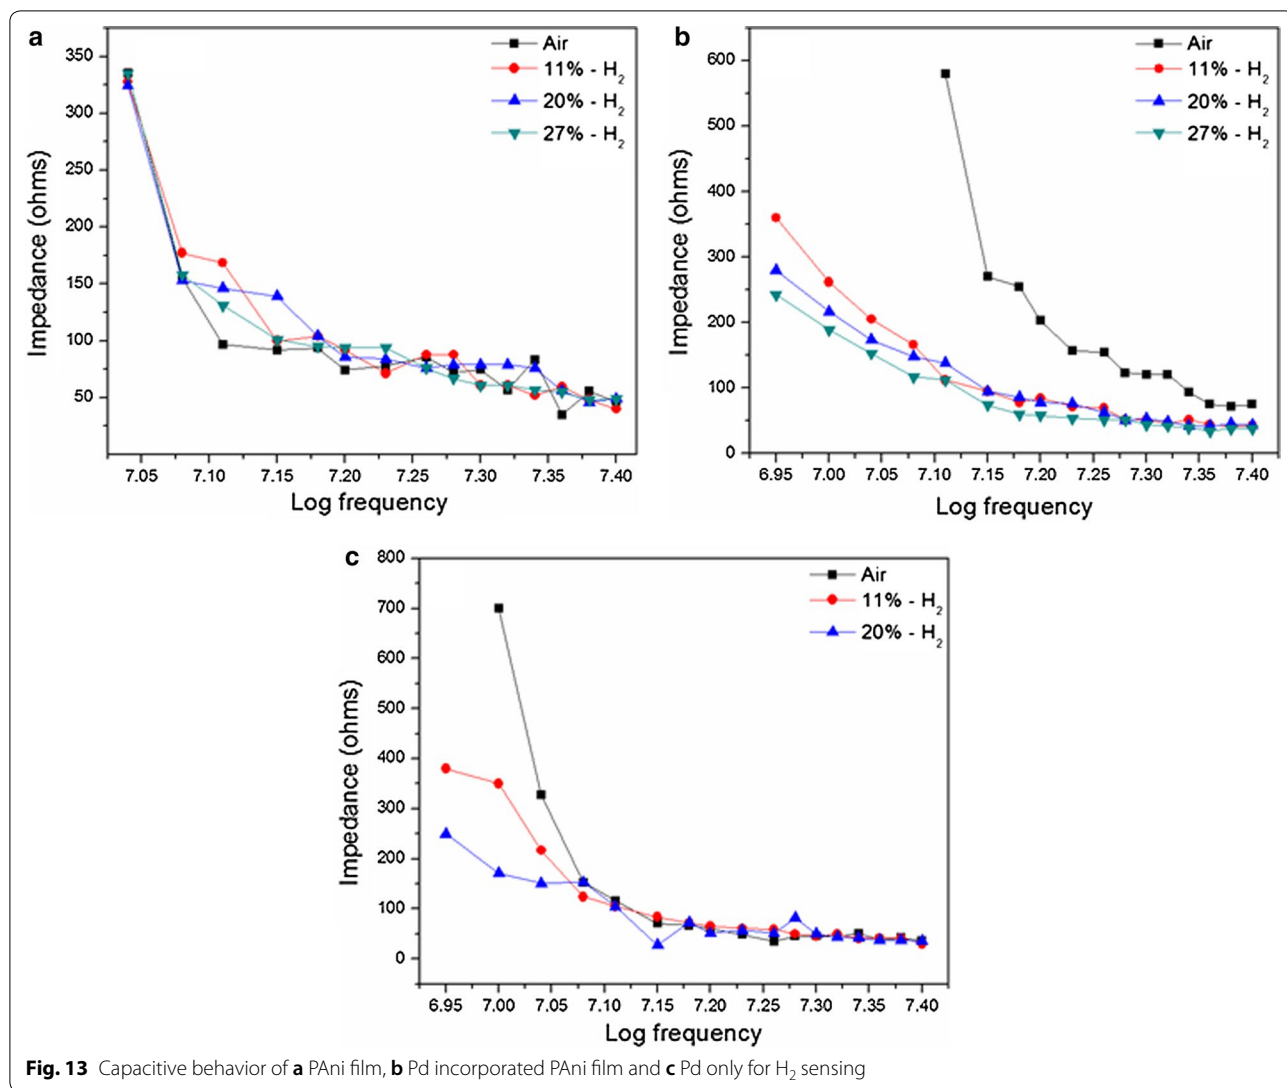 a
Air
11% - H2
20% - H2
27% - H2
350
300
250
200
150
100
50
Impedance (ohms)
7.05 7.10 7.15 7.20 7.25 7.30 7.35 7.40
Log frequency
b
Air
11% - H2
20% - H2
27% - H2
600
500
400
300
200
100
0
Impedance (ohms)
6.95 7.00 7.05 7.10 7.15 7.20 7.25 7.30 7.35 7.40
Log frequency
c
Air
11% - H2
20% - H2
800
700
600
500
400
300
200
100
0
Impedance (ohms)
6.95 7.00 7.05 7.10 7.15 7.20 7.25 7.30 7.35 7.40
Log frequency
Fig. 13 Capacitive behavior of a PAni film, b Pd incorporated PAni film and c Pd only for H2 sensing